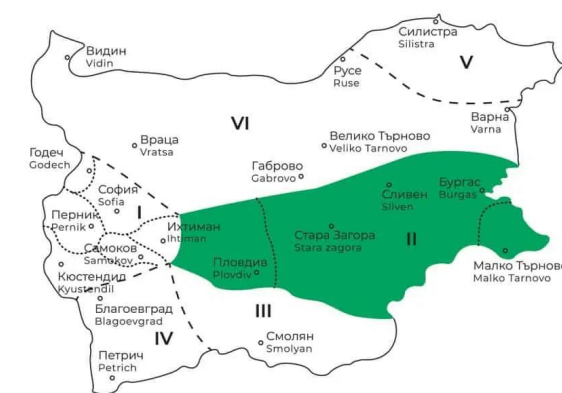 Силистра
Silistra
Видин
Vidin
V
Русе
Ruse
Варна
Varna
VI
Враца
Vratsa
Велико Търново
Veliko Tarnovo
Годеч
Godech
Габрово
Gabrovo
София
Sofia
I
Сливен
Sliven
Бургас
Burgas
Перник
Pernik
Ихтиман
Ihtiman
Стара Загора
Stara zagora
II
Самоков
Samokov
Пловдив
Plovdiv
Малко Търново
Malko Tarnovo
Кюстендил
Kyustendil
Благоевград
Blagoevgrad
III
IV
Смолян
Smolyan
Петрич
Petrich